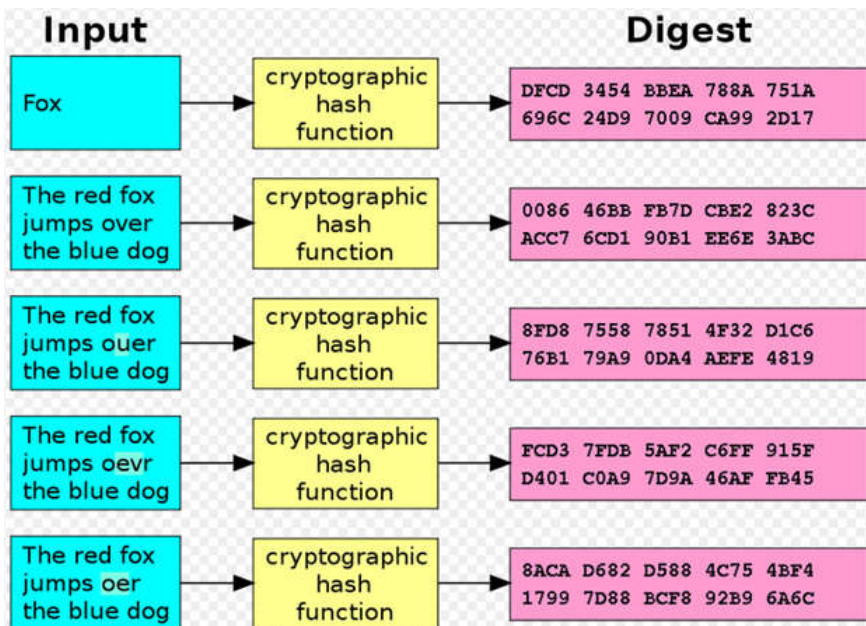 Input
Digest
Fox
cryptographic
hash
function
DFCD 3454 BBEA 788A 751A
696C 24D9 7009 CA99 2D17
The red fox
jumps over
the blue dog
cryptographic
hash
function
0086 46BB FB7D CBE2 823C
ACC7 6CD1 90B1 EE6E 3ABC
The red fox
jumps ouer
the blue dog
cryptographic
hash
function
8FD8 7558 7851 4F32 D1C6
76B1 79A9 0DA4 AEFE 4819
The red fox
jumps oevr
the blue dog
cryptographic
hash
function
FCD3 7FDB 5AF2 C6FF 915F
D401 C0A9 7D9A 46AF FB45
The red fox
jumps oer
the blue dog
cryptographic
hash
function
8ACA D682 D588 4C75 4BF4
1799 7D88 BCF8 92B9 6A6C